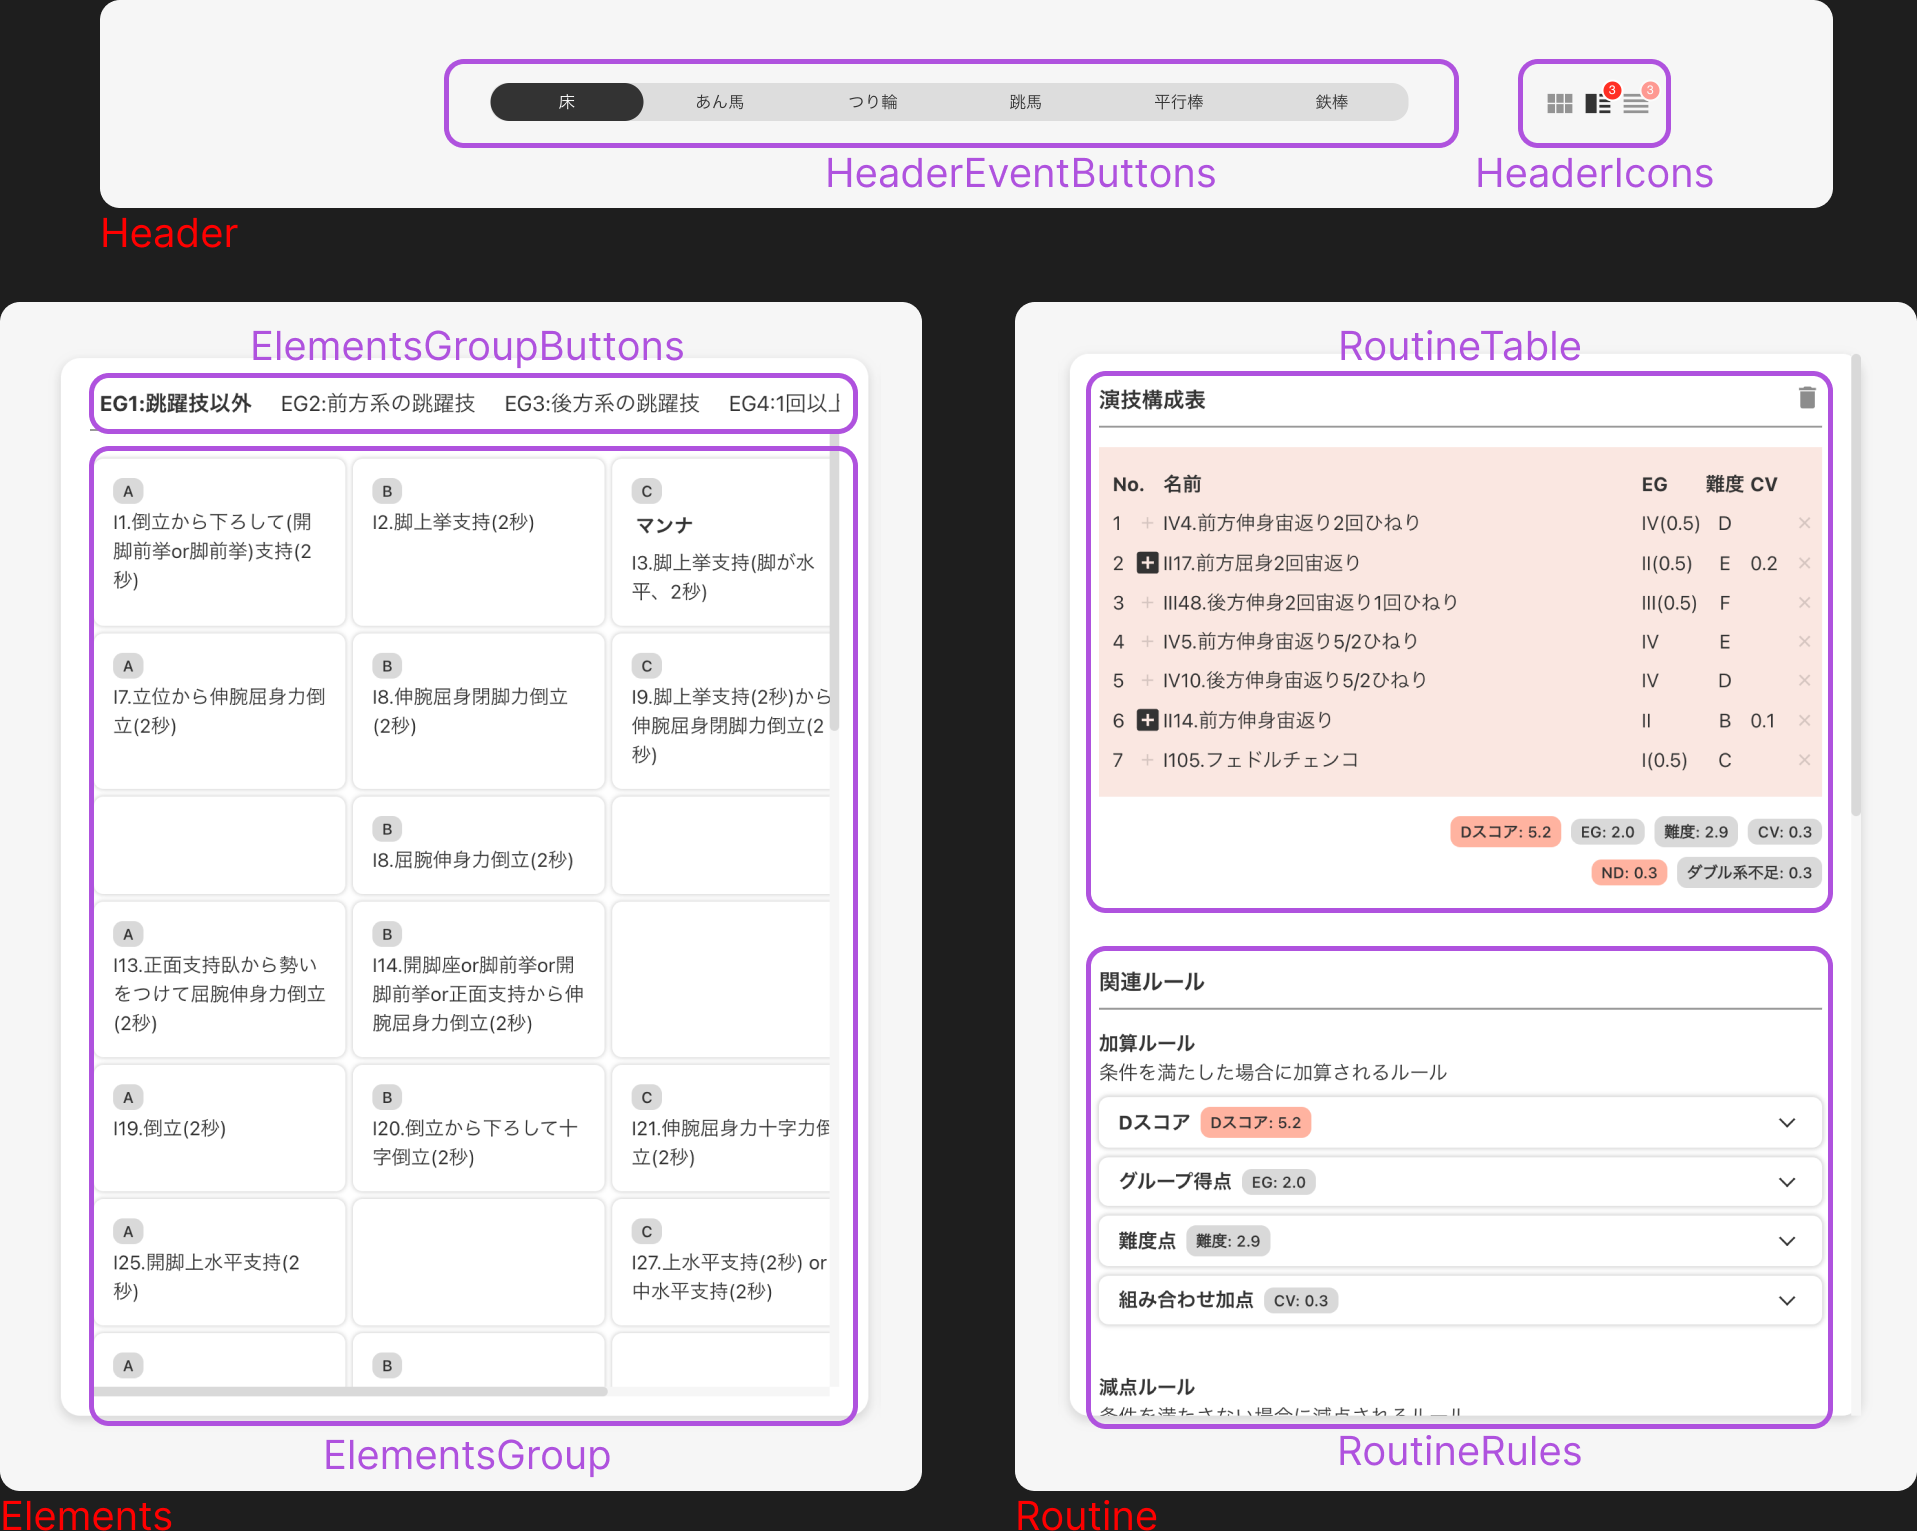 床 あん馬 つり輪 跳馬 平行棒 鉄棒
3 3
HeaderEventButtons HeaderIcons
Header
ElementsGroupButtons
EG1:跳躍技以外 EG2:前方系の跳躍技 EG3:後方系の跳躍技 EG4:1回以上
A
I1.倒立から下ろして(開
脚前挙or脚前挙)支持(2
秒)
B
I2.脚上挙支持(2秒)
C
マンナ
I3.脚上挙支持(脚が水
平、2秒)
A
I7.立位から伸腕屈身力倒
立(2秒)
B
I8.伸腕屈身閉脚力倒立
(2秒)
C
I9.脚上挙支持(2秒)から
伸腕屈身閉脚力倒立(2
秒)
B
I8.屈腕伸身力倒立(2秒)
A
I13.正面支持臥から勢い
をつけて屈腕伸身力倒立
(2秒)
B
I14.開脚座or脚前挙or開
脚前挙or正面支持から伸
腕屈身力倒立(2秒)
A
I19.倒立(2秒)
B
I20.倒立から下ろして十
字倒立(2秒)
C
I21.伸腕屈身力十字力倒
立(2秒)
A
I25.開脚上水平支持(2
秒)
C
I27.上水平支持(2秒) or
中水平支持(2秒)
A
B
ElementsGroup
Elements
RoutineTable
演技構成表
No. 名前 EG 難度 CV
1 + IV4.前方伸身宙返り2回ひねり IV(0.5) D ×
2 + II17.前方屈身2回宙返り II(0.5) E 0.2 ×
3 + III48.後方伸身2回宙返り1回ひねり III(0.5) F ×
4 + IV5.前方伸身宙返り5/2ひねり IV E ×
5 + IV10.後方伸身宙返り5/2ひねり IV D ×
6 + II14.前方伸身宙返り II B 0.1 ×
7 + I105.フェドルチェンコ I(0.5) C ×
Dスコア: 5.2 EG: 2.0 難度: 2.9 CV: 0.3
ND: 0.3 ダブル系不足: 0.3
関連ルール
加算ルール
条件を満たした場合に加算されるルール
Dスコア Dスコア: 5.2
グループ得点 EG: 2.0
難度点 難度: 2.9
組み合わせ加点 CV: 0.3
減点ルール
条件を満たさない場合に減点されるルール
RoutineRules
Routine